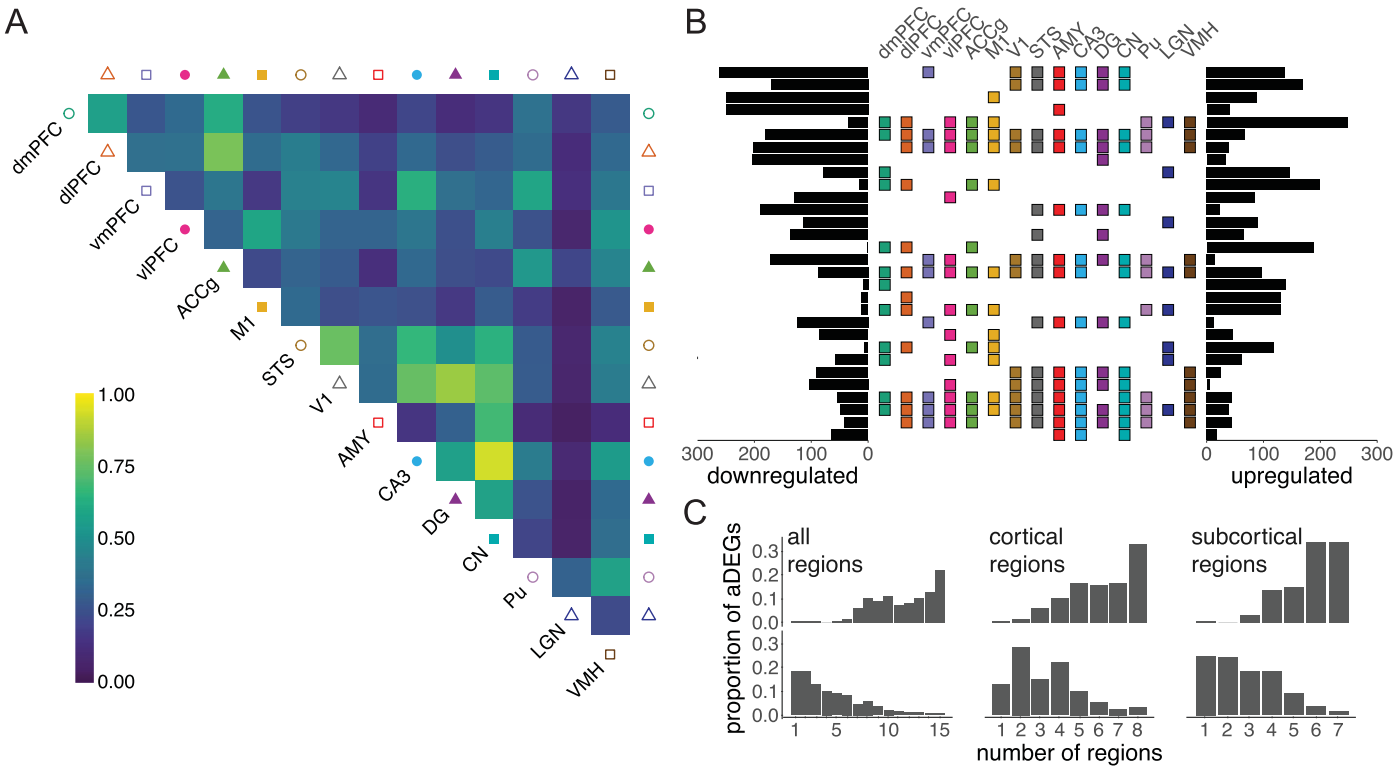 A
dmPFC
dlPFC
vmPFC
vlPFC
ACCg
M1
STS
V1
AMY
CA3
DG
CN
Pu
LGN
VMH
1.00
0.75
0.50
0.25
0.00
B
dmPFC
dlPFC
vmPFC
vlPFC
ACCg
M1
V1
STS
AMY
CA3
DG
CN
Pu
LGN
VMH
300 200 100 0
downregulated
0 100 200 300
upregulated
C
proportion of aDEGs
all
regions
cortical
regions
subcortical
regions
0.3
0.2
0.1
0.0
0.3
0.2
0.1
0.0
1 5 10 15
1 2 3 4 5 6 7 8
1 2 3 4 5 6 7
number of regions